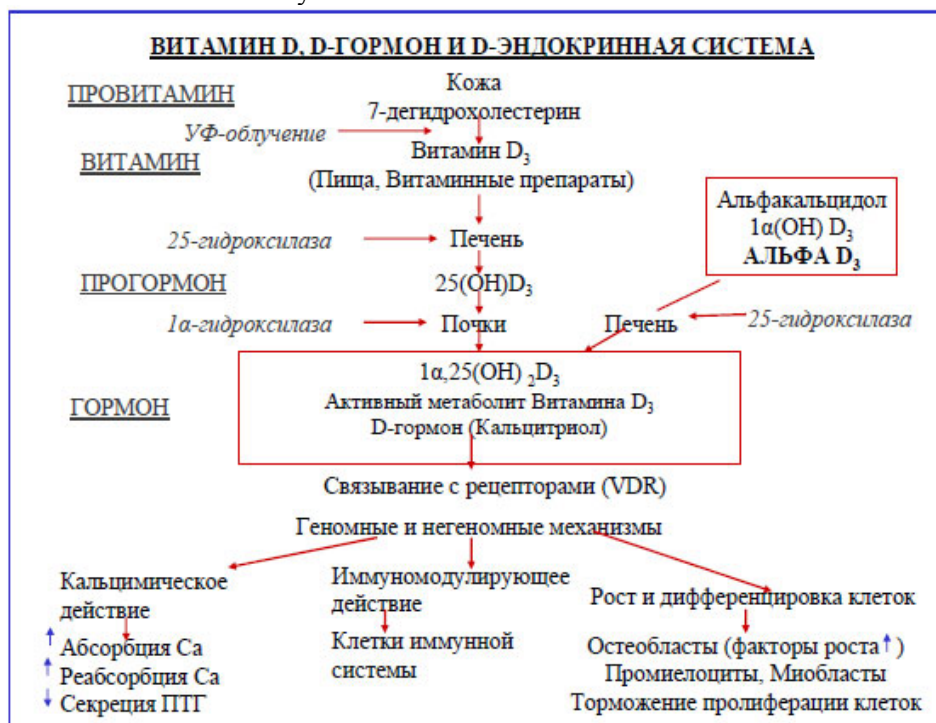 ВИТАМИН D, D-ГОРМОН И D-ЭНДОКРИННАЯ СИСТЕМА
ПРОВИТАМИН
Кожа
7-дегидрохолестерин
УФ-облучение
ВИТАМИН
Витамин D₃
(Пища, Витаминные препараты)
Альфакальцидол
1α(OH) D₃
АЛЬФА D₃
25-гидроксилаза
Печень
ПРОГОРМОН
25(OH)D₃
1α-гидроксилаза
Почки
Печень
25-гидроксилаза
ГОРМОН
1α,25(OH) ₂D₃
Активный метаболит Витамина D₃
D-гормон (Кальцитриол)
Связывание с рецепторами (VDR)
Геномные и негеномные механизмы
Кальцимическое
действие
↑ Абсорбция Ca
↑ Реабсорбция Ca
↓ Секреция ПТГ
Иммуномодулирующее
действие
Клетки иммунной
системы
Рост и дифференцировка клеток
Остеобласты (факторы роста↑)
Промиелоциты, Миобласты
Торможение пролиферации клеток